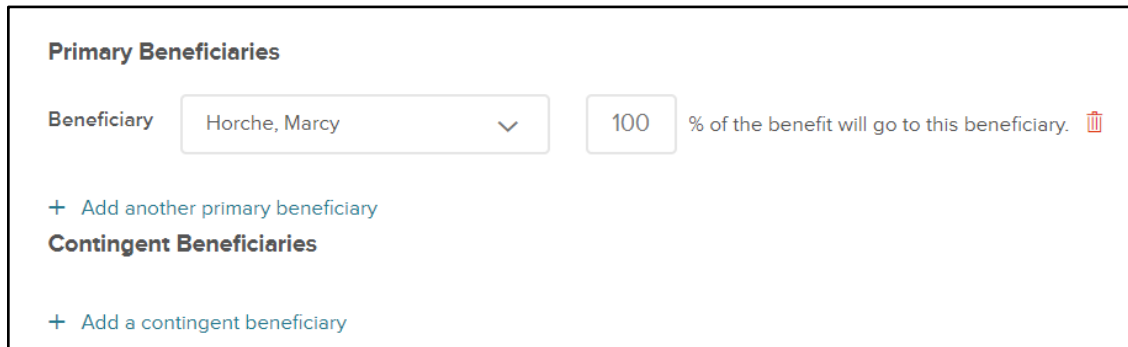 Primary Beneficiaries
Beneficiary Horche, Marcy 100 % of the benefit will go to this beneficiary.
+ Add another primary beneficiary
Contingent Beneficiaries
+ Add a contingent beneficiary